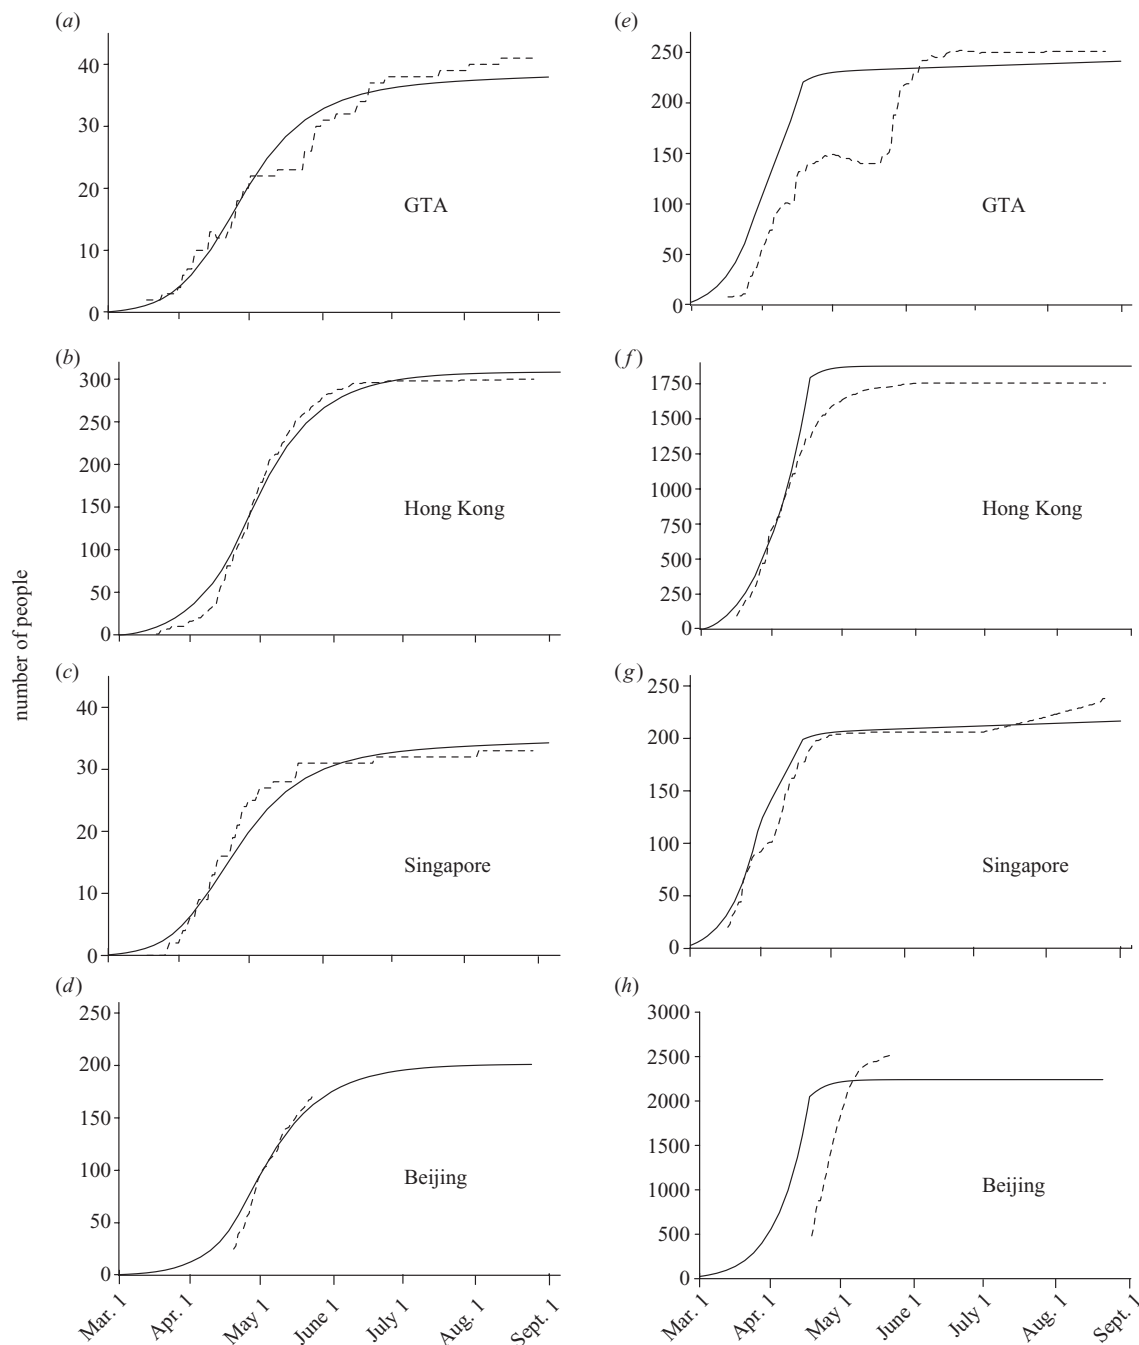 number of people
(a)
40
30
20
10
0
GTA
(b)
300
250
200
150
100
50
0
Hong Kong
(c)
40
30
20
10
0
Singapore
(d)
250
200
150
100
50
0
Beijing
Mar. 1
Apr. 1
May 1
June 1
July 1
Aug. 1
Sept. 1
(e)
250
200
150
100
50
0
GTA
(f)
1750
1500
1250
1000
750
500
250
0
Hong Kong
(g)
250
200
150
100
50
0
Singapore
(h)
3000
2500
2000
1500
1000
500
0
Beijing
Mar. 1
Apr. 1
May 1
June 1
July 1
Aug. 1
Sept. 1